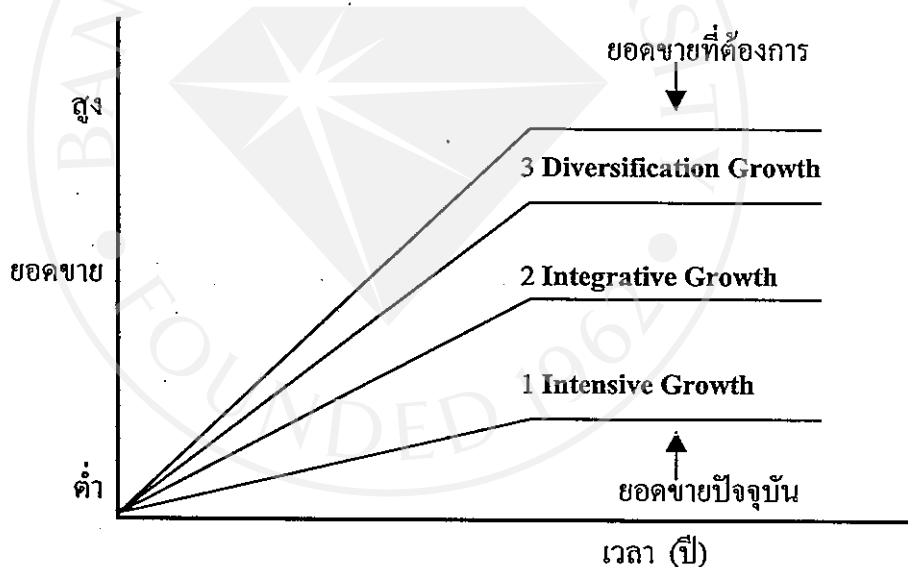 ยอดขายที่ต้องการ
สูง
3 Diversification Growth
ยอดขาย
2 Integrative Growth
1 Intensive Growth
ต่ำ
ยอดขายปัจจุบัน
เวลา (ปี)
FOUNDED 1962